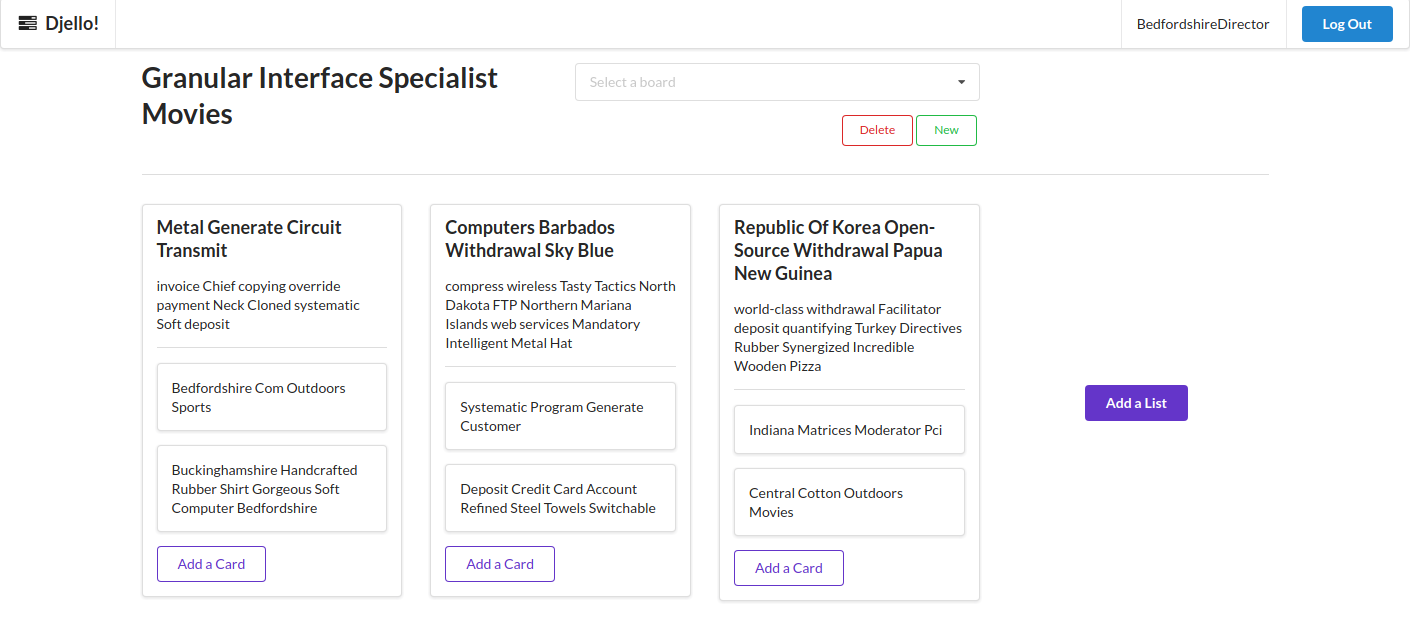 Djello!
BedfordshireDirector
Log Out
Granular Interface Specialist
Movies
Select a board
Delete
New
Metal Generate Circuit
Transmit
invoice Chief copying override
payment Neck Cloned systematic
Soft deposit
Bedfordshire Com Outdoors
Sports
Buckinghamshire Handcrafted
Rubber Shirt Gorgeous Soft
Computer Bedfordshire
Add a Card
Computers Barbados
Withdrawal Sky Blue
compress wireless Tasty Tactics North
Dakota FTP Northern Mariana
Islands web services Mandatory
Intelligent Metal Hat
Systematic Program Generate
Customer
Deposit Credit Card Account
Refined Steel Towels Switchable
Add a Card
Republic Of Korea Open-
Source Withdrawal Papua
New Guinea
world-class withdrawal Facilitator
deposit quantifying Turkey Directives
Rubber Synergized Incredible
Wooden Pizza
Indiana Matrices Moderator Pci
Central Cotton Outdoors
Movies
Add a Card
Add a List